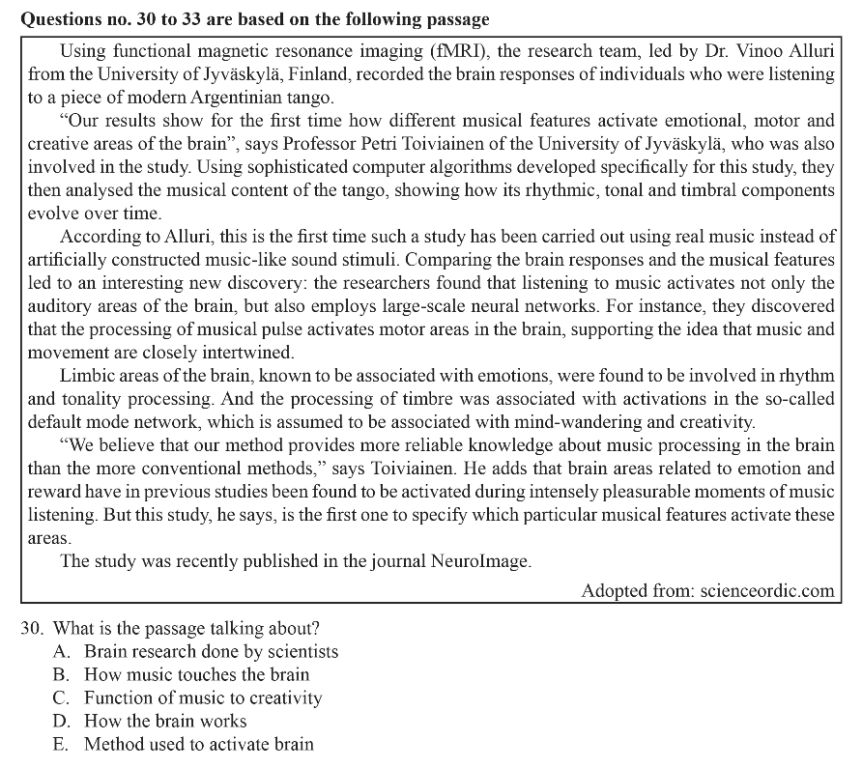 Questions no. 30 to 33 are based on the following passage
Using functional magnetic resonance imaging (fMRI), the research team, led by Dr. Vinoo Alluri
from the University of Jyväskylä, Finland, recorded the brain responses of individuals who were listening
to a piece of modern Argentinian tango.
“Our results show for the first time how different musical features activate emotional, motor and
creative areas of the brain”, says Professor Petri Toiviainen of the University of Jyväskylä, who was also
involved in the study. Using sophisticated computer algorithms developed specifically for this study, they
then analysed the musical content of the tango, showing how its rhythmic, tonal and timbral components
evolve over time.
According to Alluri, this is the first time such a study has been carried out using real music instead of
artificially constructed music-like sound stimuli. Comparing the brain responses and the musical features
led to an interesting new discovery: the researchers found that listening to music activates not only the
auditory areas of the brain, but also employs large-scale neural networks. For instance, they discovered
that the processing of musical pulse activates motor areas in the brain, supporting the idea that music and
movement are closely intertwined.
Limbic areas of the brain, known to be associated with emotions, were found to be involved in rhythm
and tonality processing. And the processing of timbre was associated with activations in the so-called
default mode network, which is assumed to be associated with mind-wandering and creativity.
“We believe that our method provides more reliable knowledge about music processing in the brain
than the more conventional methods,” says Toiviainen. He adds that brain areas related to emotion and
reward have in previous studies been found to be activated during intensely pleasurable moments of music
listening. But this study, he says, is the first one to specify which particular musical features activate these
areas.
The study was recently published in the journal NeuroImage.
Adopted from: scienceordic.com
30. What is the passage talking about?
A. Brain research done by scientists
B. How music touches the brain
C. Function of music to creativity
D. How the brain works
E. Method used to activate brain